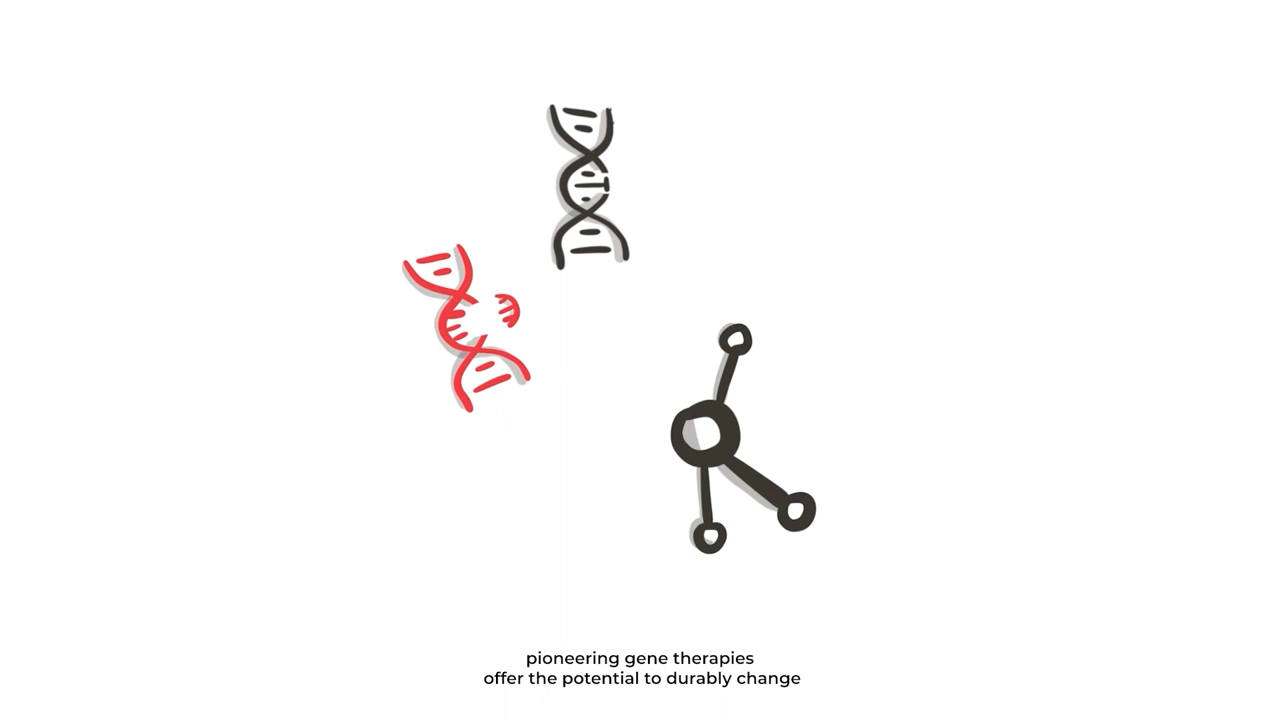 pioneering gene therapies
offer the potential to durably change